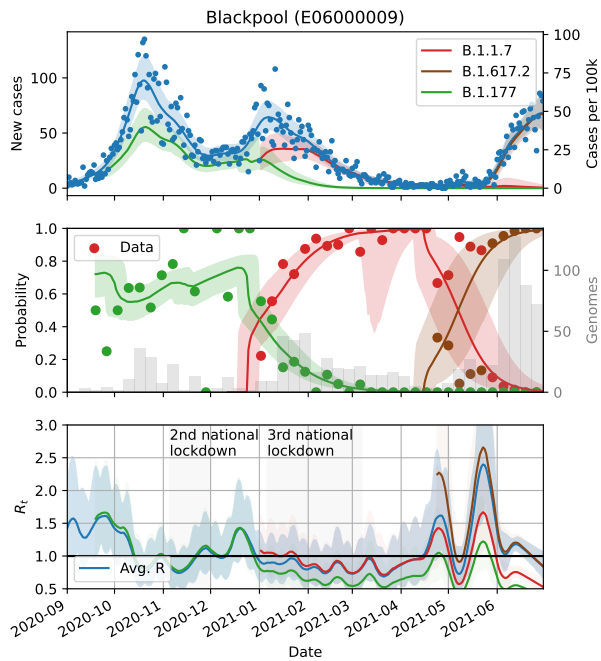 Blackpool (E06000009)
New cases
100
50
0
B.1.1.7
B.1.617.2
B.1.177
100
75
50
25
0
Cases per 100k
Probability
1.0
0.8
0.6
0.4
0.2
0.0
Data
100
50
0
Genomes
R_t
3.0
2.5
2.0
1.5
1.0
0.5
2nd national
lockdown
3rd national
lockdown
Avg. R
2020-09
2020-10
2020-11
2020-12
2021-01
2021-02
2021-03
2021-04
2021-05
2021-06
Date